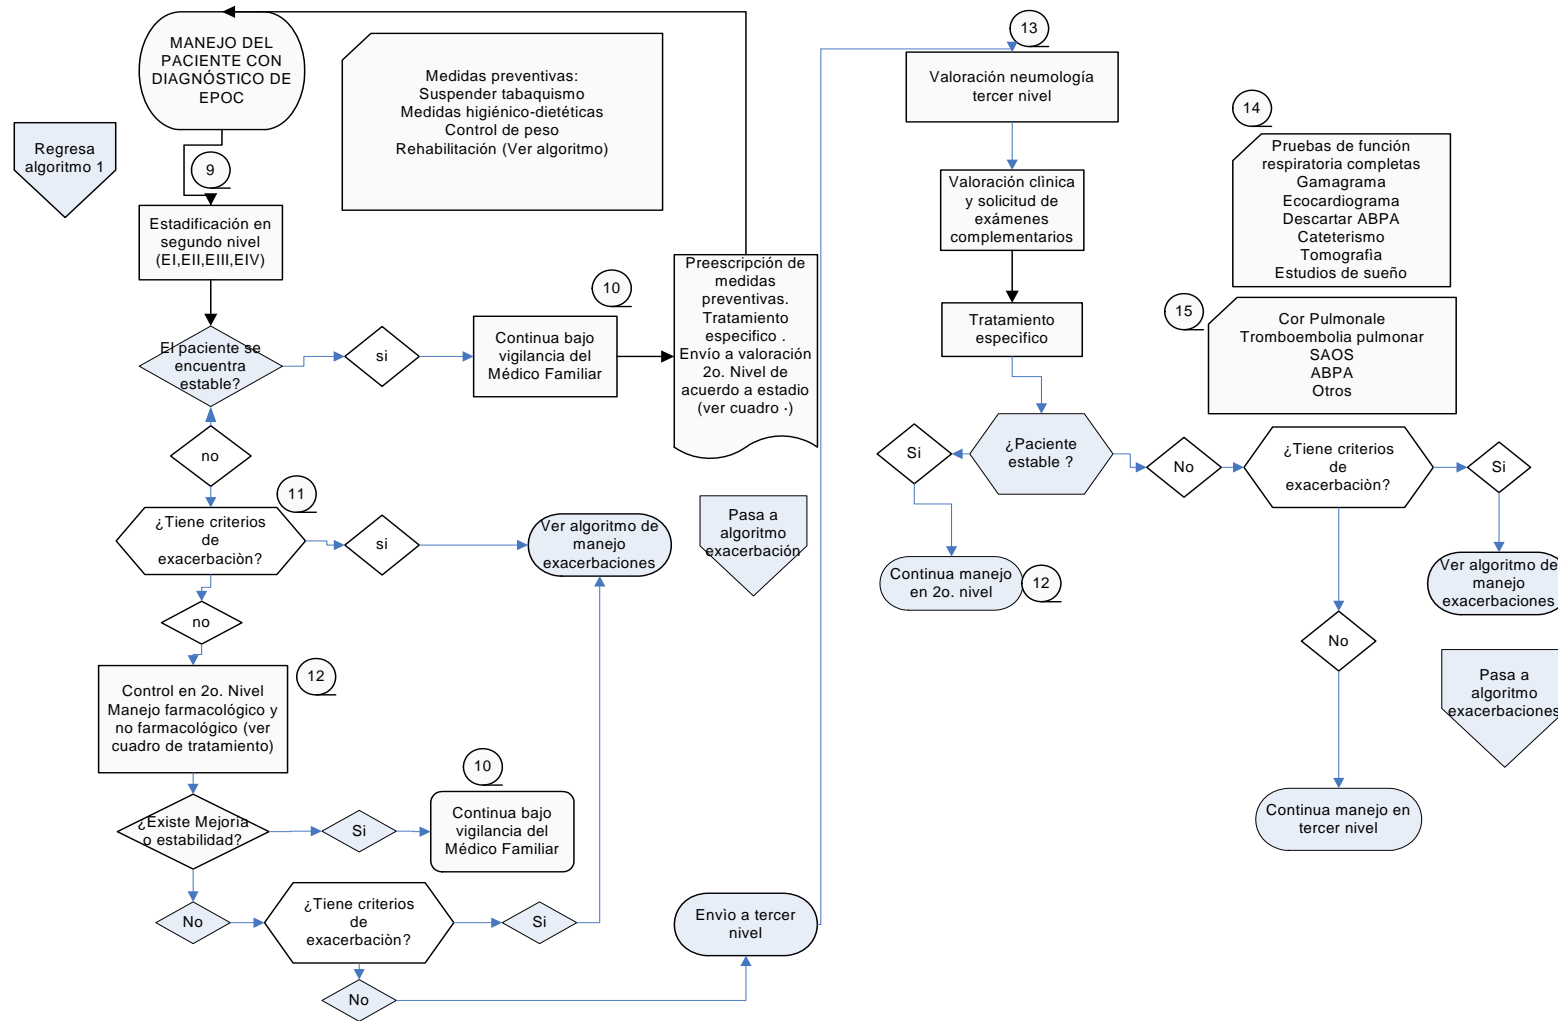 MANEJO DEL
PACIENTE CON
DIAGNÓSTICO DE
EPOC
Medidas preventivas:
Suspender tabaquismo
Medidas higiénico-dietéticas
Control de peso
Rehabilitación (Ver algoritmo)
Regresa
algoritmo 1
9
Estadificación en
segundo nivel
(EI,EII,EIII,EIV)
El paciente se
encuentra
estable?
si
10
Continua bajo
vigilancia del
Médico Familiar
Preescripción de
medidas
preventivas.
Tratamiento
especifico .
Envío a valoración
2o. Nivel de
acuerdo a estadio
(ver cuadro ·)
no
11
¿Tiene criterios
de
exacerbaciòn?
si
Ver algoritmo de
manejo
exacerbaciones
Pasa a
algoritmo
exacerbación
no
12
Control en 2o. Nivel
Manejo farmacológico y
no farmacológico (ver
cuadro de tratamiento)
¿Existe Mejoría
o estabilidad?
Si
10
Continua bajo
vigilancia del
Médico Familiar
No
¿Tiene criterios
de
exacerbaciòn?
Si
No
Envìo a tercer
nivel
13
Valoración neumología
tercer nivel
Valoración clìnica
y solicitud de
exámenes
complementarios
Tratamiento
especìfico
14
Pruebas de función
respiratoria completas
Gamagrama
Ecocardiograma
Descartar ABPA
Cateterismo
Tomografìa
Estudios de sueño
15
Cor Pulmonale
Tromboembolia pulmonar
SAOS
ABPA
Otros
¿Paciente
estable ?
Si
Continua manejo
en 2o. nivel
12
No
¿Tiene criterios
de
exacerbaciòn?
Si
Ver algoritmo de
manejo
exacerbaciones
No
Pasa a
algoritmo
exacerbaciones
Continua manejo en
tercer nivel